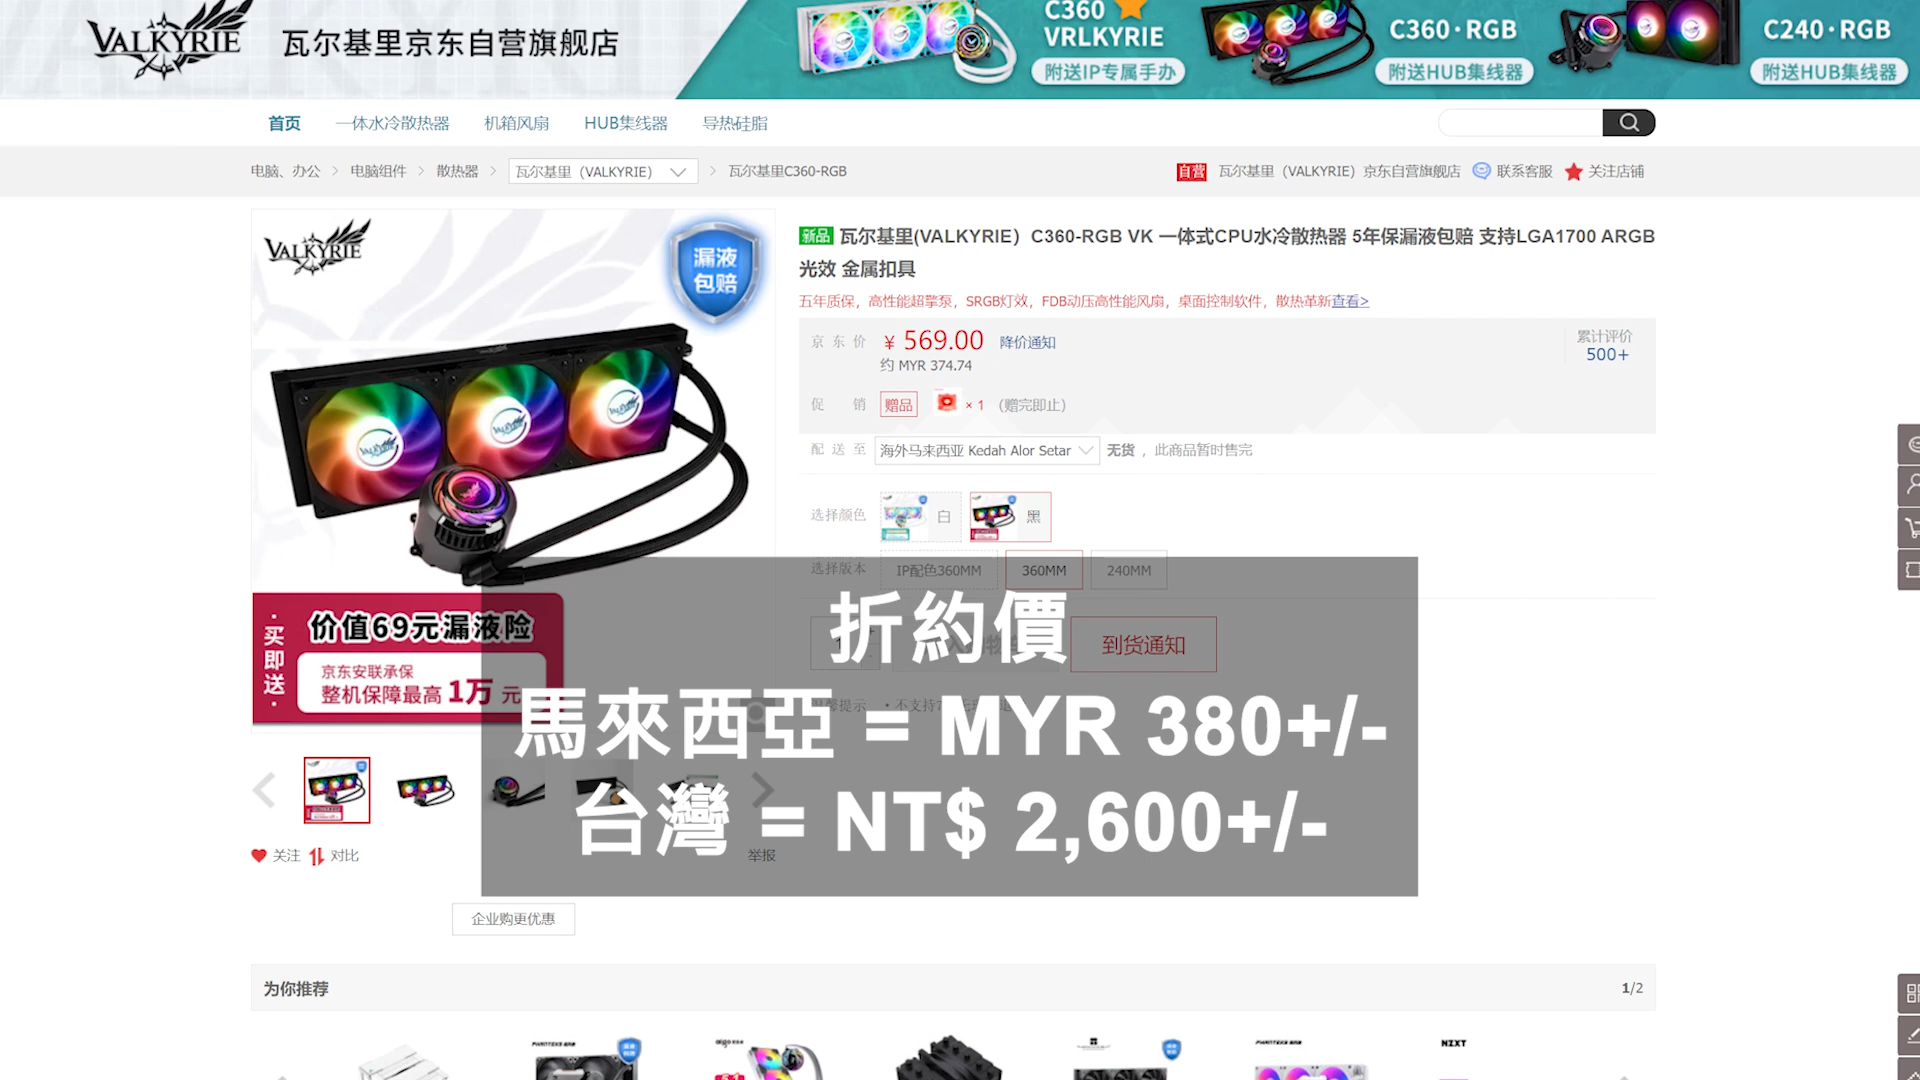 VALKYRIE
瓦尔基里京东自营旗舰店
C360
VRLKYRIE
附送IP专属手办
C360·RGB
附送HUB集线器
C240·RGB
附送HUB集线器
首页
一体水冷散热器
机箱风扇
HUB集线器
导热硅脂
电脑、办公 > 电脑组件 > 散热器 > 瓦尔基里（VALKYRIE） > 瓦尔基里C360-RGB
自营 瓦尔基里（VALKYRIE）京东自营旗舰店 联系客服 关注店铺
VALKYRIE
漏液
包赔
新品 瓦尔基里(VALKYRIE）C360-RGB VK 一体式CPU水冷散热器 5年保漏液包赔 支持LGA1700 ARGB
光效 金属扣具
五年质保，高性能超擎泵，SRGB灯效，FDB动压高性能风扇，桌面控制软件，散热革新查看>
京东价 ￥ 569.00 降价通知
约 MYR 374.74
累计评价
500+
促销 赠品 × 1 （赠完即止）
配送至 海外马来西亚 Kedah Alor Setar 无货 ，此商品暂时售完
选择颜色 白 黑
选择版本 IP配色360MM 360MM 240MM
到货通知
买即送
价值69元漏液险
京东安联承保
整机保障最高1万元
折約價
馬來西亞 = MYR 380+/-
台灣 = NT$ 2,600+/-
关注 对比
举报
企业购更优惠
为你推荐
1/2
PHANTEKS
aigo
PHANTEKS
NZXT